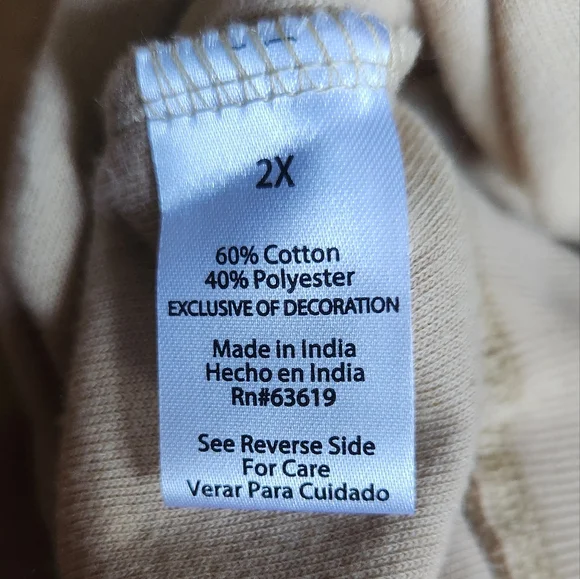 2X
60% Cotton
40% Polyester
EXCLUSIVE OF DECORATION
Made in India
Hecho en India
Rn#63619
See Reverse Side
For Care
Verar Para Cuidado